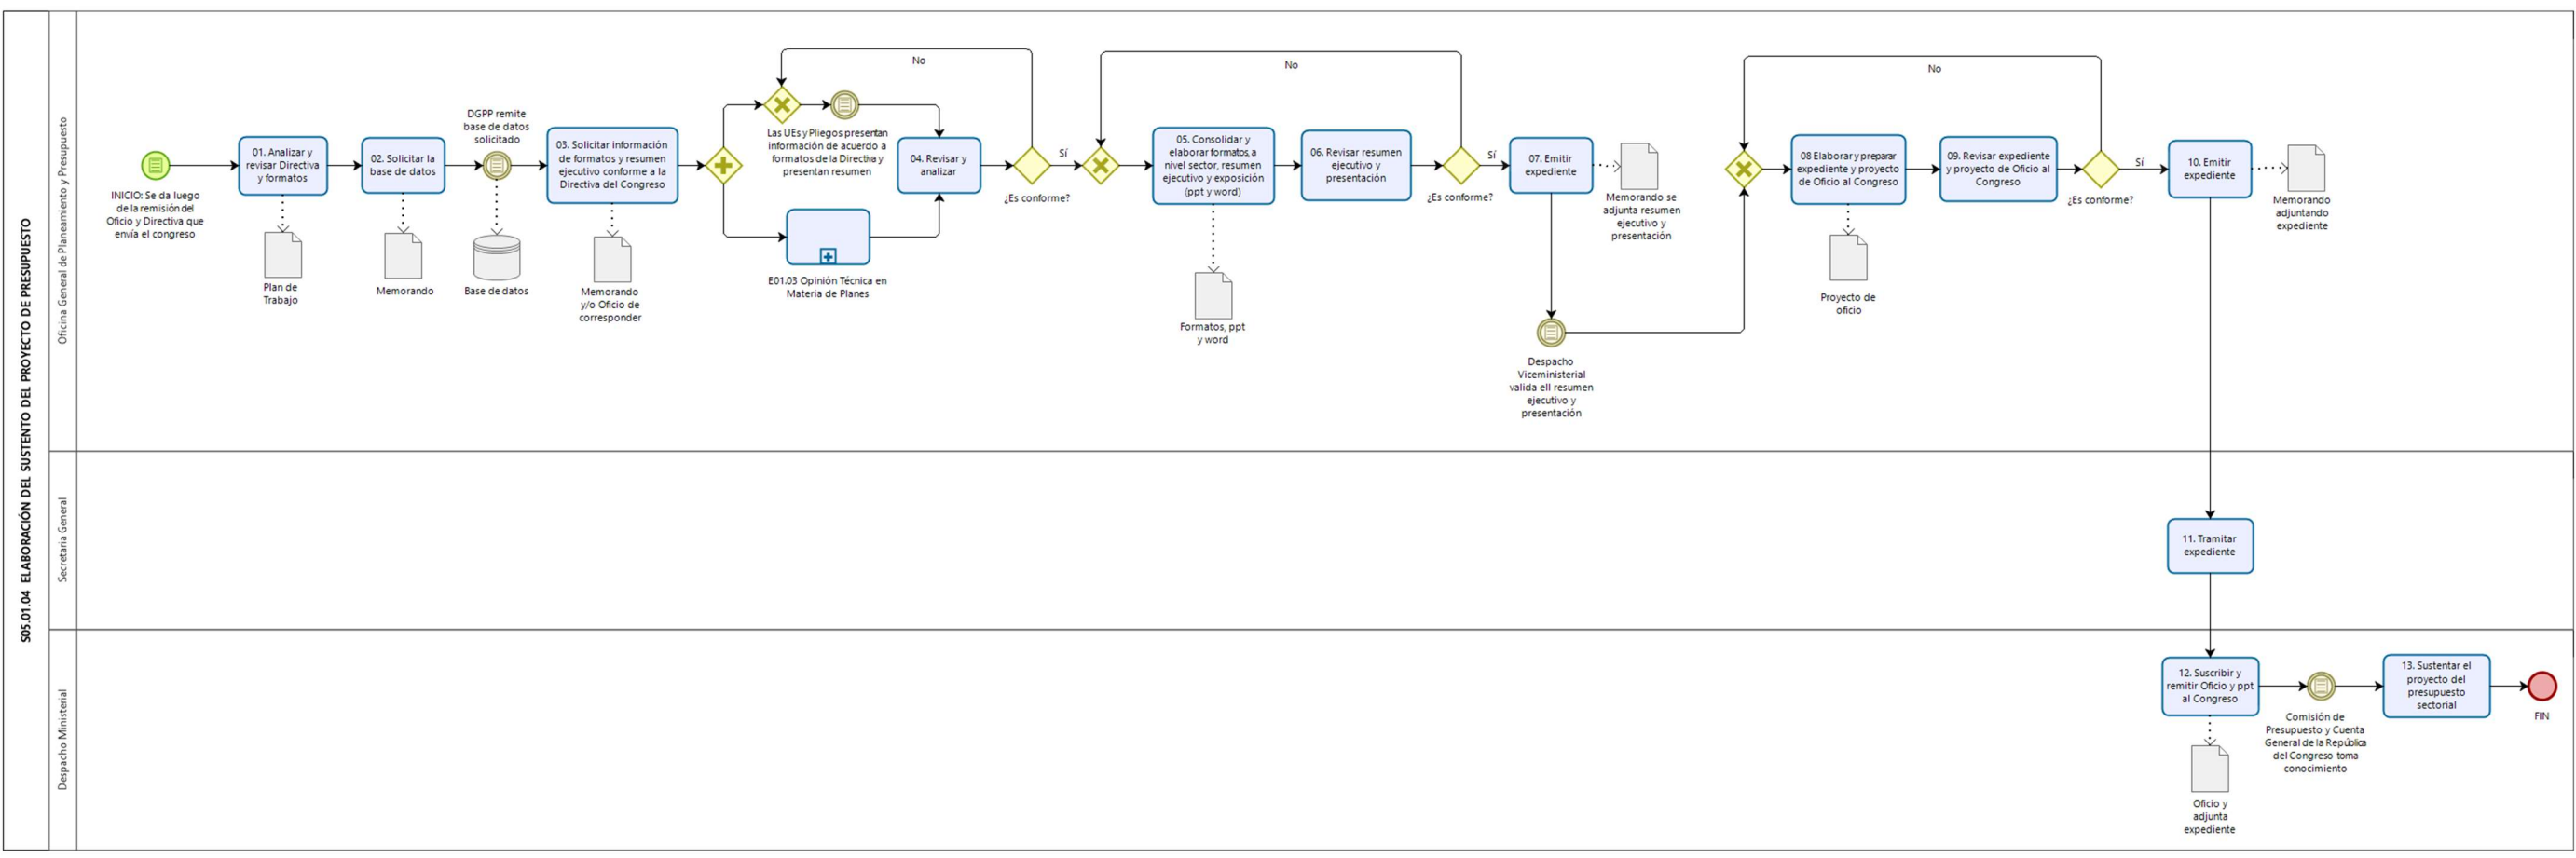 S05.01.04 ELABORACIÓN DEL SUSTENTO DEL PROYECTO DE PRESUPUESTO
Oficina General de Planeamiento y Presupuesto
INICIO: Se da luego
de la remisión del
Oficio y Directiva que
envía el congreso
01. Analizar y
revisar Directiva
y formatos
Plan de
Trabajo
02. Solicitar la
base de datos
Memorando
DGPP remite
base de datos
solicitado
Base de datos
03. Solicitar información
de formatos y resumen
ejecutivo conforme a la
Directiva del Congreso
Memorando
y/o Oficio de
corresponder
Las UEs y Pliegos presentan
información de acuerdo a
formatos de la Directiva y
presentan resumen
E01.03 Opinión Técnica en
Materia de Planes
04. Revisar y
analizar
No
¿Es conforme?
Sí
05. Consolidar y
elaborar formatos, a
nivel sector, resumen
ejecutivo y exposición
(ppt y word)
Formatos, ppt
y word
06. Revisar resumen
ejecutivo y
presentación
No
¿Es conforme?
Sí
07. Emitir
expediente
Memorando se
adjunta resumen
ejecutivo y
presentación
Despacho
Viceministerial
valida ell resumen
ejecutivo y
presentación
08 Elaborar y preparar
expediente y proyecto
de Oficio al Congreso
Proyecto de
oficio
09. Revisar expediente
y proyecto de Oficio al
Congreso
No
¿Es conforme?
Sí
10. Emitir
expediente
Memorando
adjuntando
expediente
Secretaria General
11. Tramitar
expediente
Despacho Ministerial
12. Suscribir y
remitir Oficio y ppt
al Congreso
Oficio y
adjunta
expediente
Comisión de
Presupuesto y Cuenta
General de la República
del Congreso toma
conocimiento
13. Sustentar el
proyecto del
presupuesto
sectorial
FIN